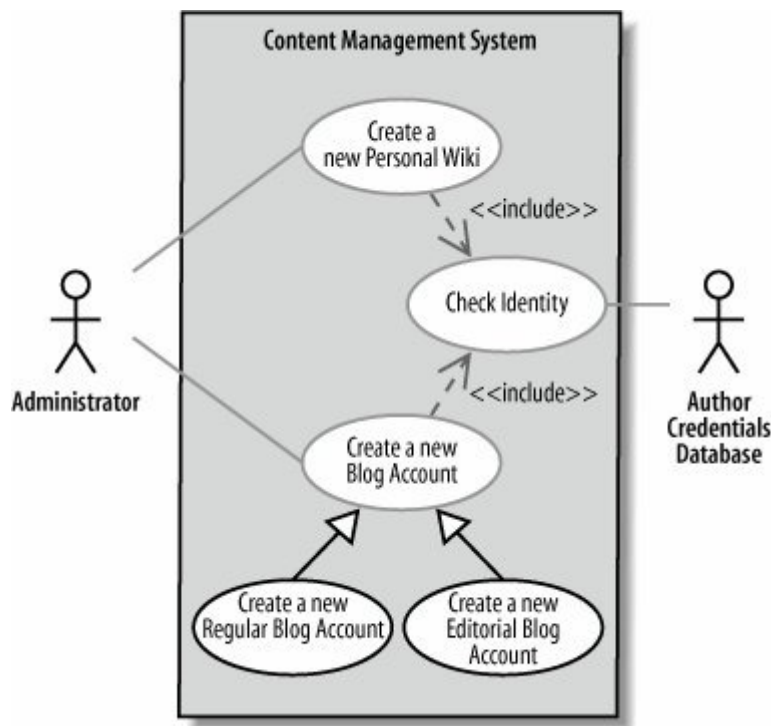 Content Management System
Create a
new Personal Wiki
<<include>>
Check Identity
Administrator
<<include>>
Author
Credentials
Database
Create a new
Blog Account
Create a new
Regular Blog Account
Create a new
Editorial Blog
Account